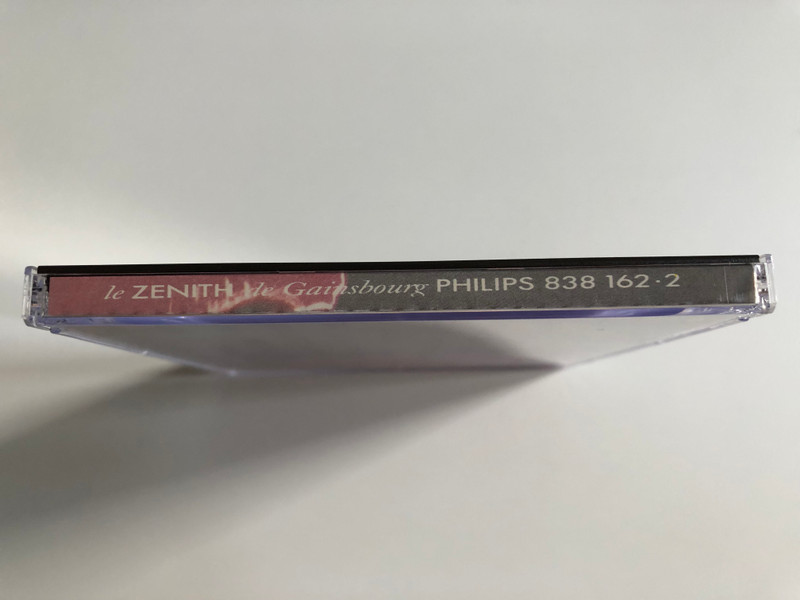 le ZENITH de Gainsbourg PHILIPS 838 162·2